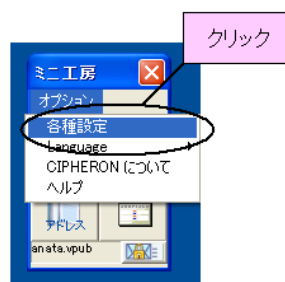 クリック
ミニ工房
オプション
各種設定
Language
CIPHERON について
ヘルプ
アドレス
anata.vpub